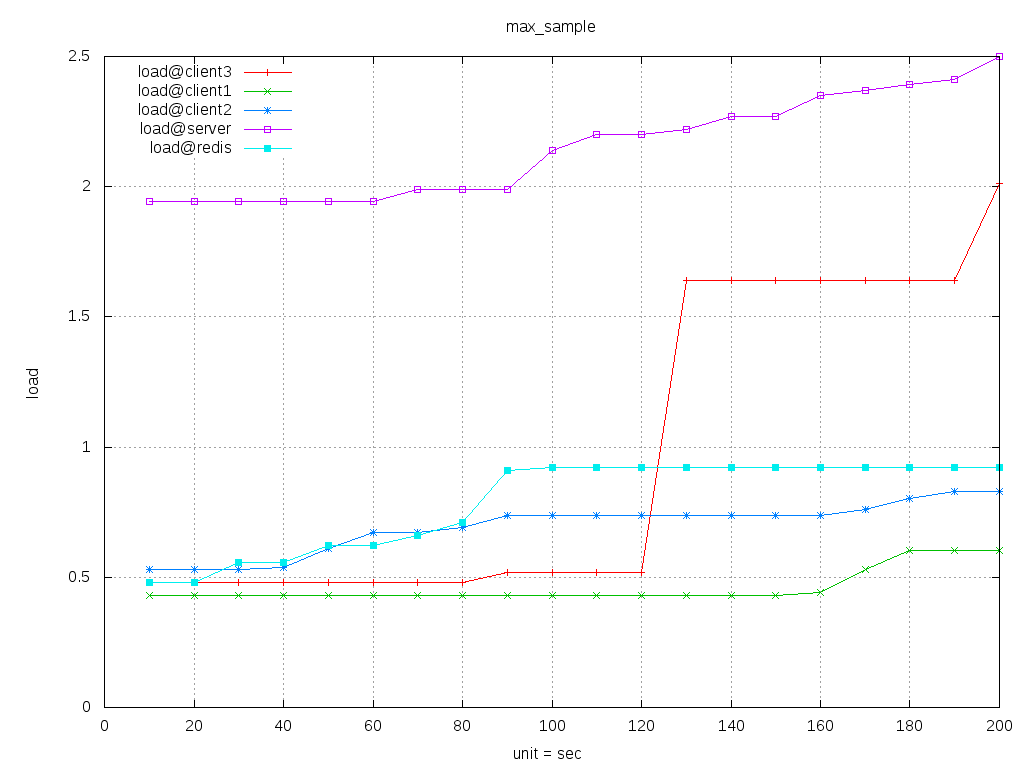 max_sample
2.5
2
1.5
1
0.5
0
load
load@client3
load@client1
load@client2
load@server
load@redis
0 20 40 60 80 100 120 140 160 180 200
unit = sec